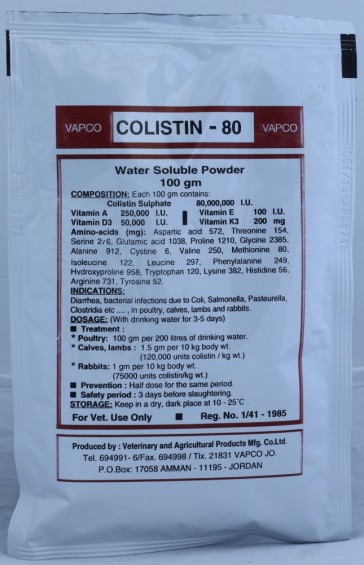 VAPCO COLISTIN - 80 VAPCO
Water Soluble Powder
100 gm
COMPOSITION: Each 100 gm contains:
Colistin Sulphate 80,000,000 I.U.
Vitamin A 250,000 I.U. Vitamin E 100 I.U.
Vitamin D3 50,000 I.U. Vitamin K3 200 mg
Amino-acids (mg): Aspartic acid 572, Threonine 154,
Serine 276, Glutamic acid 1038, Proline 1210, Glycine 2385,
Alanine 912, Cystine 6, Valine 250, Methionine 80,
Isoleucine 122, Leucine 297, Phenylalanine 249,
Hydroxyproline 958, Tryptophan 120, Lysine 382, Histidine 56,
Arginine 731, Tyrosine 52.
INDICATIONS:
Diarrhea, bacterial infections due to Coli, Salmonella, Pasteurella,
Clostridia etc .... , in poultry, calves, lambs and rabbits.
DOSAGE: (With drinking water for 3-5 days)
■ Treatment :
* Poultry: 100 gm per 200 litres of drinking water.
* Calves, lambs : 1.5 gm per 10 kg body wt.
(120,000 units colistin / kg wt.)
* Rabbits: 1 gm per 10 kg body wt.
(75000 units colistin/kg wt.)
■ Prevention : Half dose for the same period.
■ Safety period : 3 days before slaughtering.
STORAGE: Keep in a dry, dark place at 10 - 25°C
For Vet. Use Only ■ Reg. No. 1/41 - 1985
Produced by : Veterinary and Agricultural Products Mfg. Co.Ltd.
Tel. 694991- 6/Fax. 694998 / Tlx. 21831 VAPCO JO.
P.O.Box: 17058 AMMAN - 11195 - JORDAN